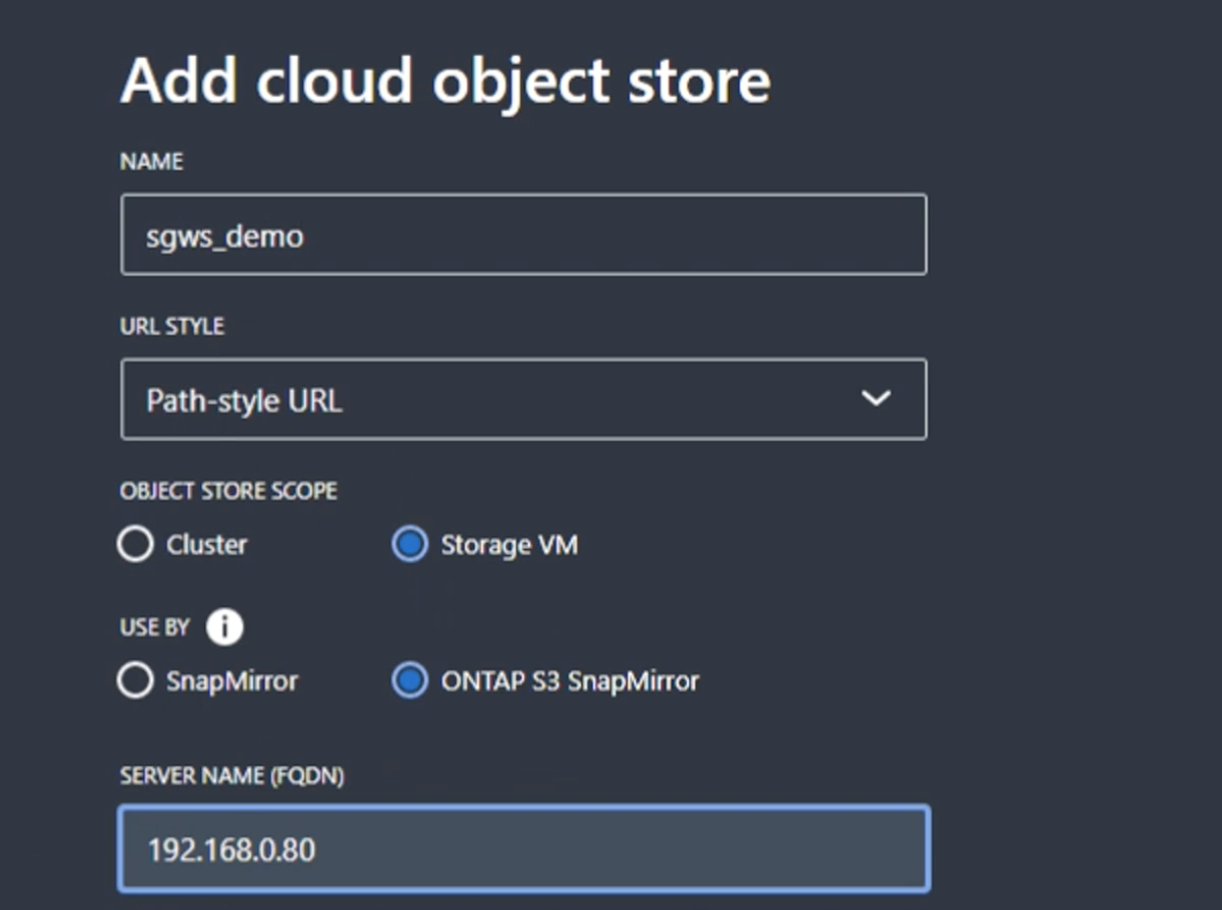 Add cloud object store
NAME
sgws_demo
URL STYLE
Path-style URL
OBJECT STORE SCOPE
Cluster Storage VM
USE BY i
SnapMirror ONTAP S3 SnapMirror
SERVER NAME (FQDN)
192.168.0.80